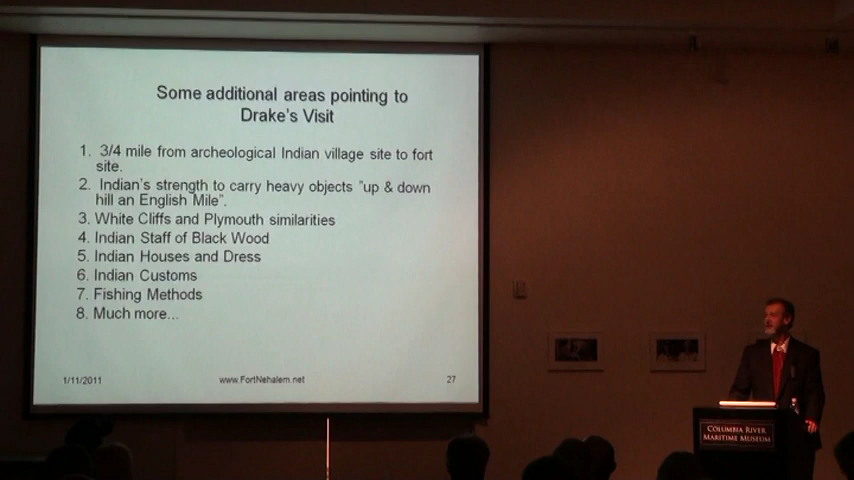 Some additional areas pointing to
Drake's Visit
1. 3/4 mile from archeological Indian village site to fort
site.
2. Indian's strength to carry heavy objects "up & down
hill an English Mile".
3. White Cliffs and Plymouth similarities
4. Indian Staff of Black Wood
5. Indian Houses and Dress
6. Indian Customs
7. Fishing Methods
8. Much more...
1/11/2011
www.FortNehalem.net
27
COLUMBIA RIVER
MARITIME MUSEUM